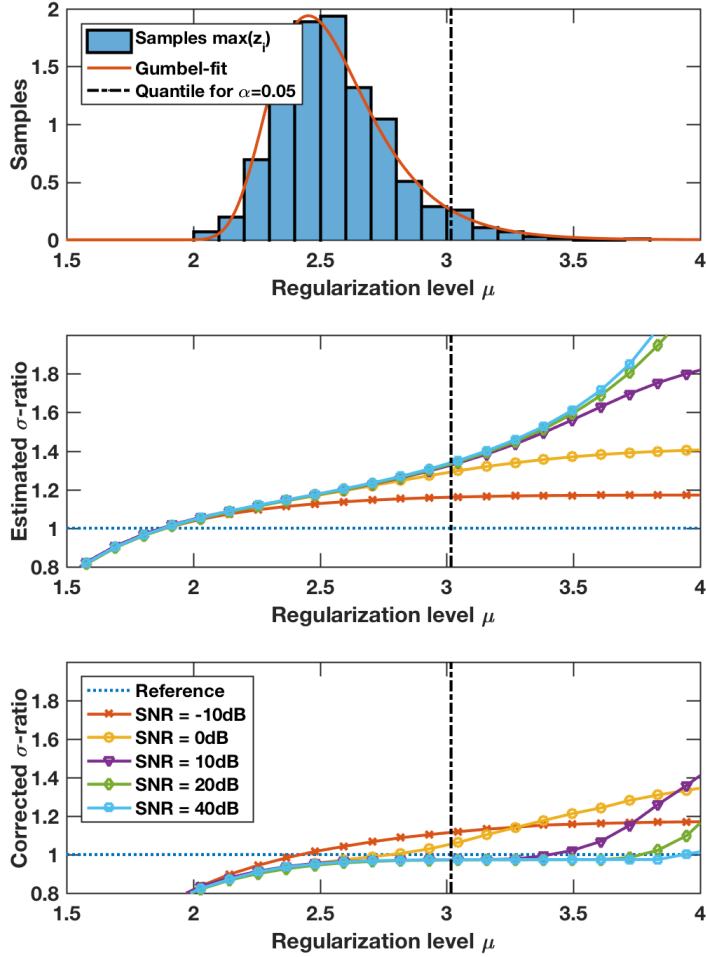 2
Samples max(z_i)
Gumbel-fit
Quantile for α=0.05
1.5
1
0.5
0
Samples
1.5
2
2.5
3
3.5
4
Regularization level μ
1.8
1.6
1.4
1.2
1
0.8
Estimated σ-ratio
1.5
2
2.5
3
3.5
4
Regularization level μ
1.8
1.6
1.4
1.2
1
0.8
Corrected σ-ratio
Reference
SNR = -10dB
SNR = 0dB
SNR = 10dB
SNR = 20dB
SNR = 40dB
1.5
2
2.5
3
3.5
4
Regularization level μ